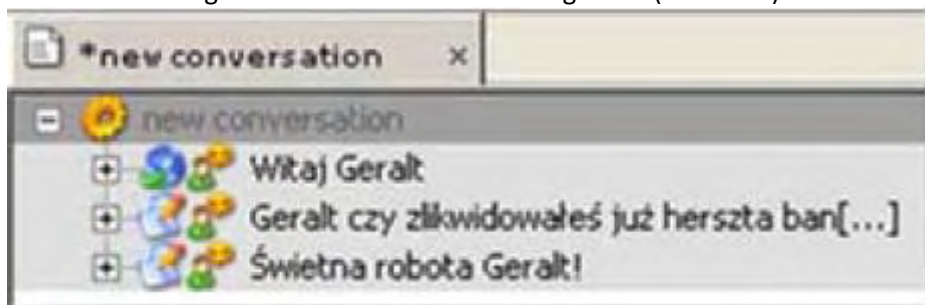 *new conversation x
new conversation
Witaj Geralt
Geralt czy zlikwidowałeś już herszta ban[...]
Świetna robota Geralt!